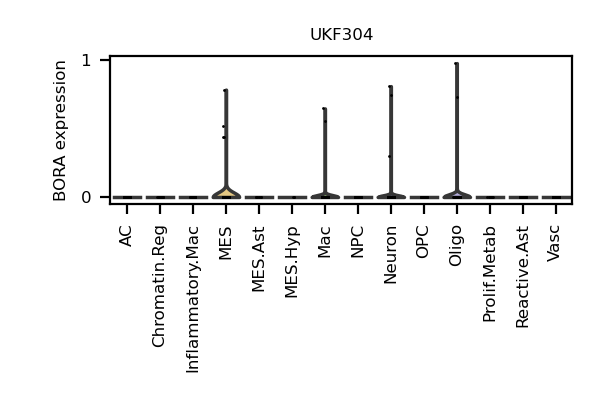 UKF304
BORA expression
1
0
AC
Chromatin.Reg
Inflammatory.Mac
MES
MES.Ast
MES.Hyp
Mac
NPC
Neuron
OPC
Oligo
Prolif.Metab
Reactive.Ast
Vasc